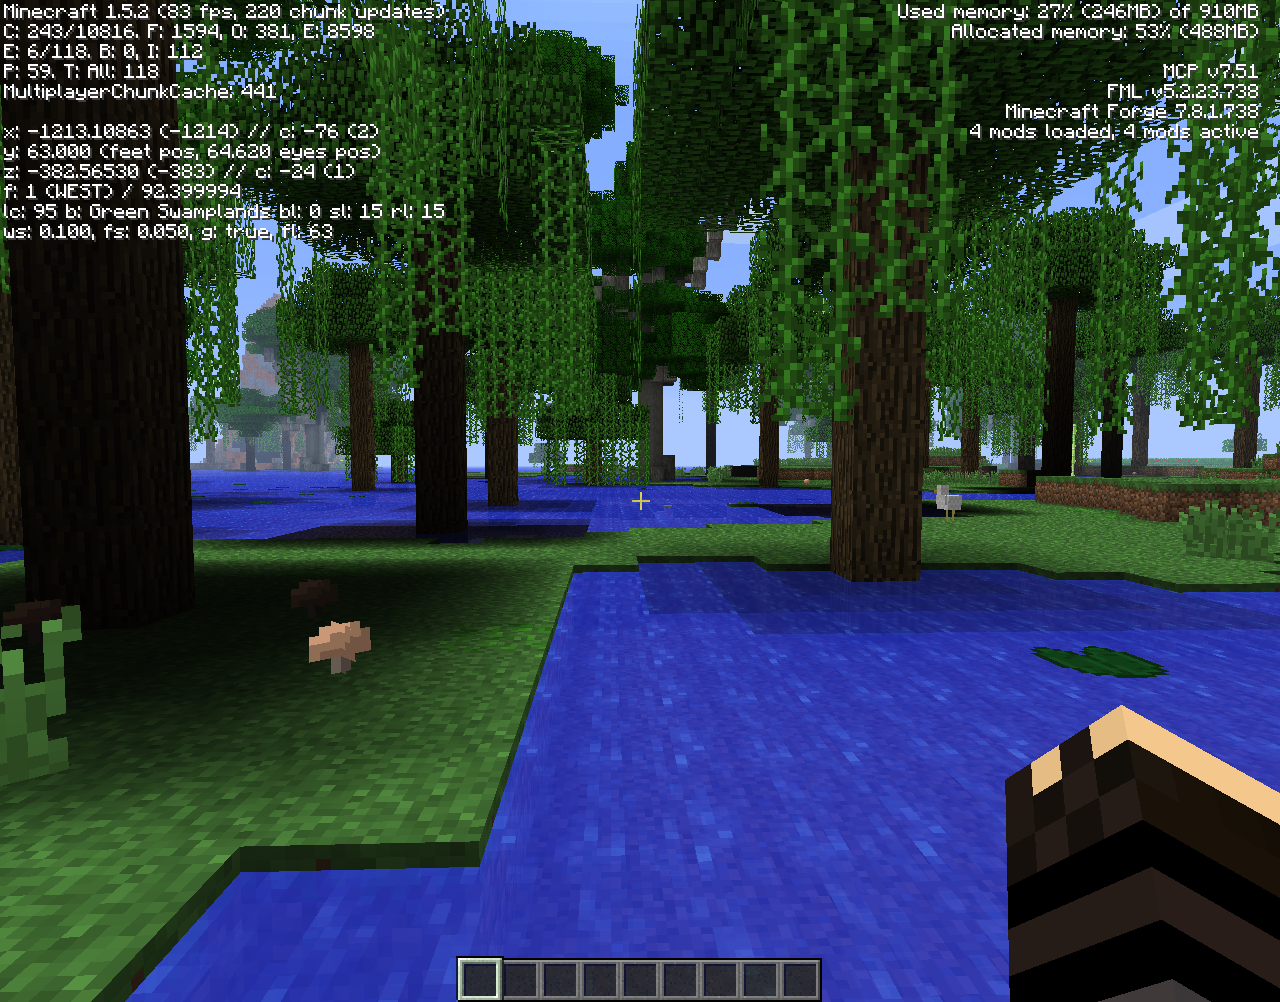 Minecraft 1.5.2 (83 fps, 220 chunk updates)
C: 243/10816. F: 1594, O: 381, E: 8598
E: 6/118. B: 0, I: 112
P: 59. T: All: 118
MultiplayerChunkCache: 441
x: -1213.10863 (-1214) // c: -76 (2)
y: 63.000 (feet pos, 64.620 eyes pos)
z: -382.56530 (-383) // c: -24 (1)
f: 1 (WEST) / 92.399994
lc: 95 b: Green Swamplands bl: 0 sl: 15 rl: 15
ws: 0.100, fs: 0.050, g: true, fl: 63
Used memory: 27% (246MB) of 910MB
Allocated memory: 53% (488MB)
MCP v7.51
FML v5.2.23.738
Minecraft Forge 7.8.1.738
4 mods loaded, 4 mods active